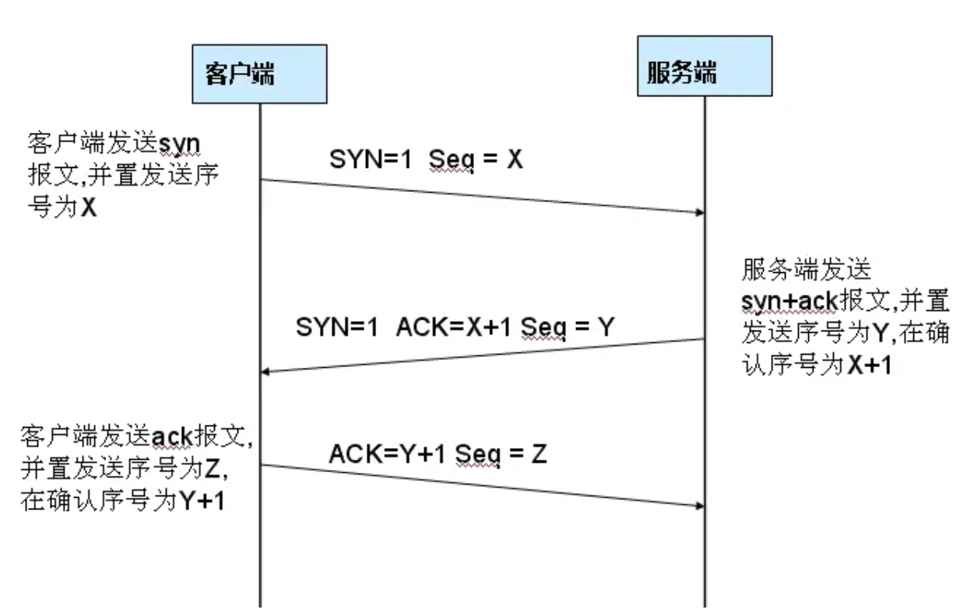 客户端
服务端
客户端发送syn
报文,并置发送序
号为X
SYN=1 Seq = X
服务端发送
syn+ack报文,并置
发送序号为Y,在确
认序号为X+1
SYN=1 ACK=X+1 Seq = Y
客户端发送ack报文,
并置发送序号为Z,
在确认序号为Y+1
ACK=Y+1 Seq = Z